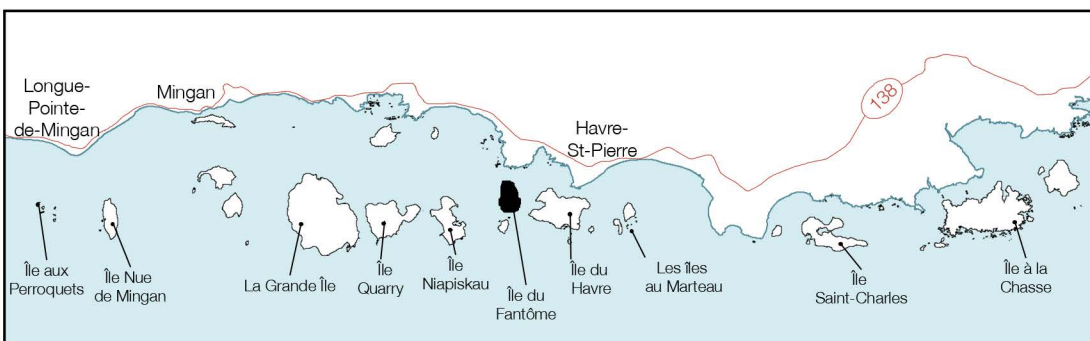 Longue-
Pointe-
de-Mingan
Mingan
Havre-
St-Pierre
138
Île aux
Perroquets
Île Nue
de Mingan
La Grande Île
Île
Quarry
Île
Niapiskau
Île du
Fantôme
Île du
Havre
Les îles
au Marteau
Île
Saint-Charles
Île à la
Chasse